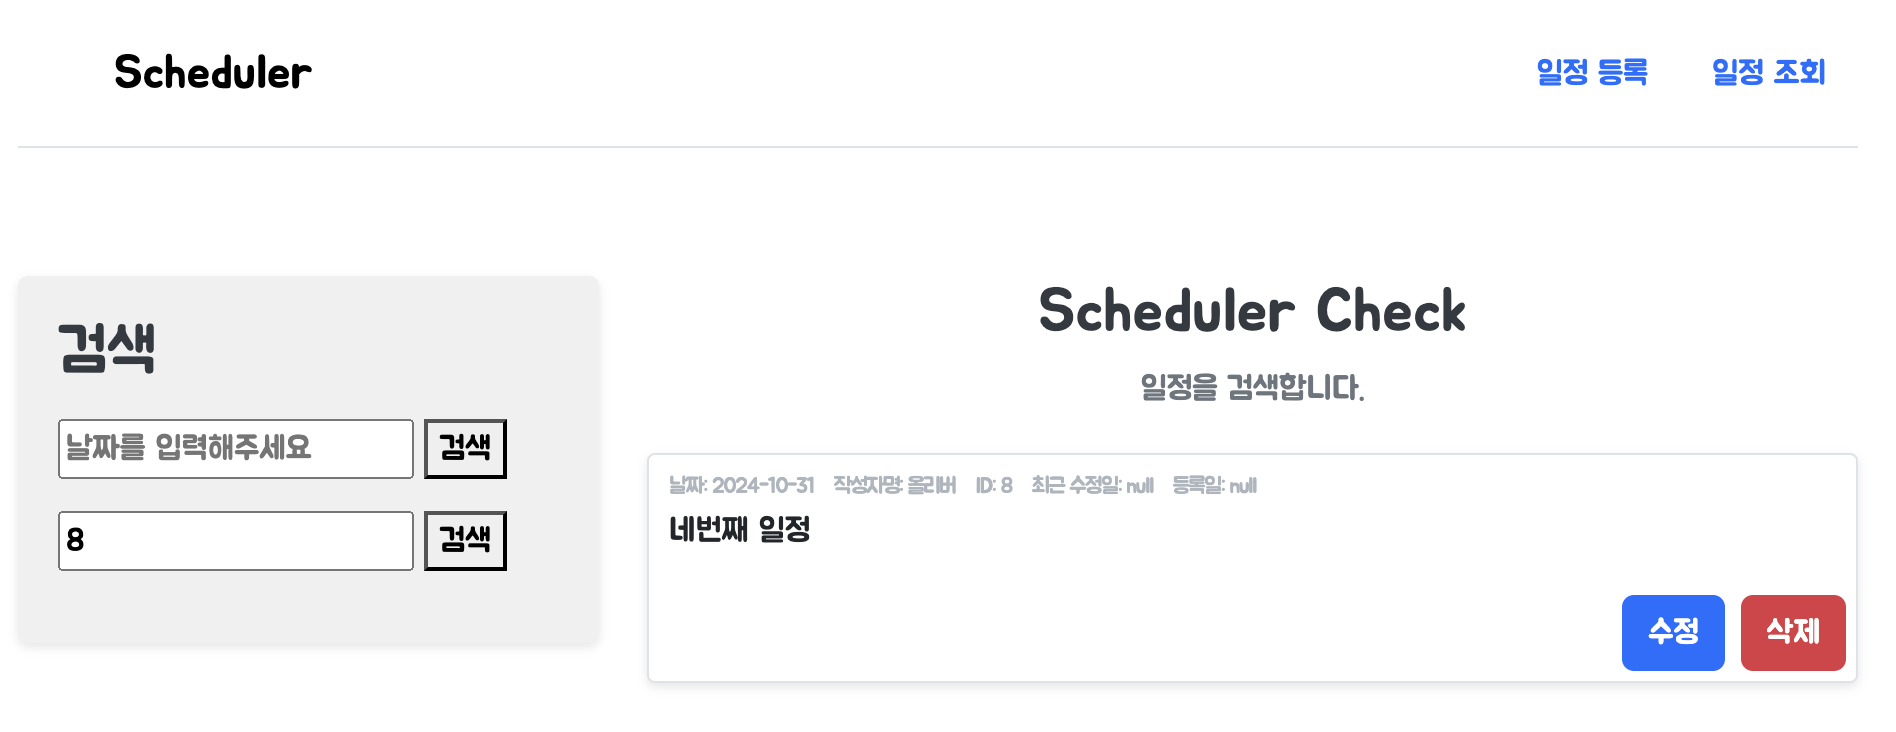 Scheduler
일정 등록
일정 조회
검색
날짜를 입력해주세요
검색
8
검색
Scheduler Check
일정을 검색합니다.
날짜: 2024-10-31 작성자명: 올리버 ID: 8 최근 수정일: null 등록일: null
네번째 일정
수정
삭제